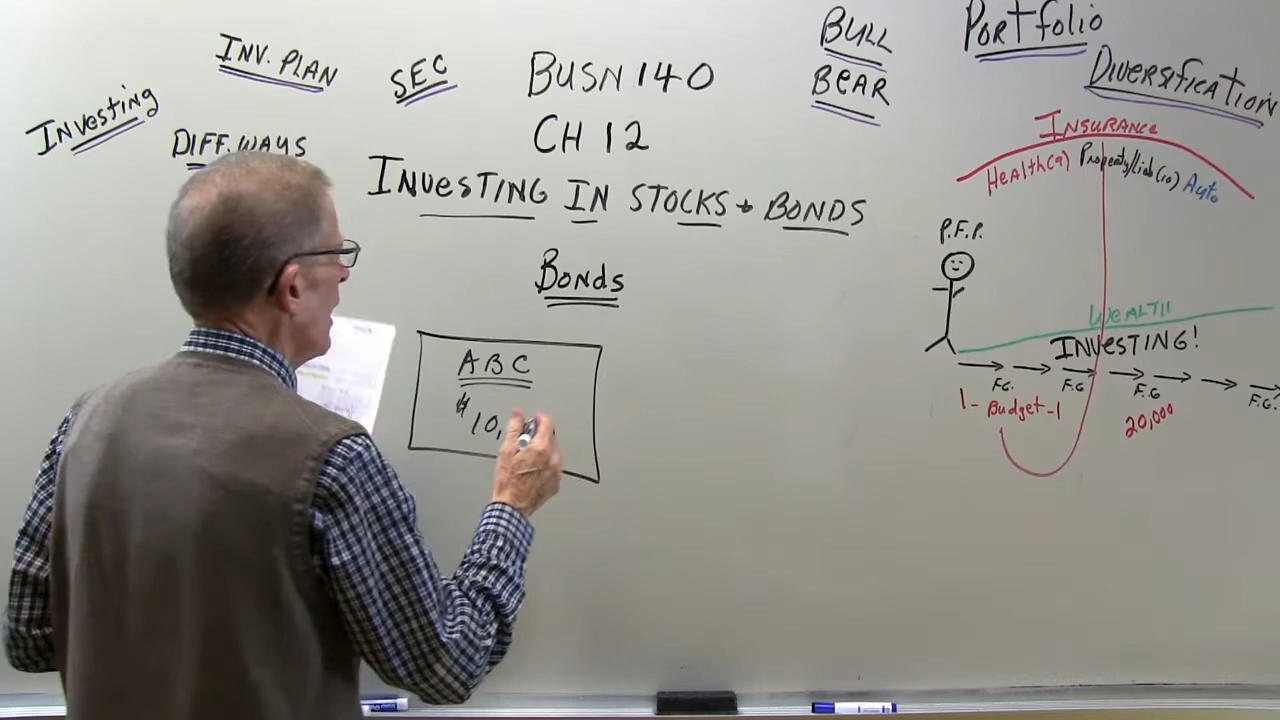 INV. PLAN
SEC
BUSN 140
BULL
BEAR
PORTFOLIO
DIVERSIFICATION
INVESTING
DIFF. WAYS
CH 12
INVESTING IN STOCKS + BONDS
Bonds
ABC
$10,
INSURANCE
Health(9) Property/Liab(10) Auto
P.F.P.
WEALTH
INVESTING!
F.G. F.G F.G F.G.
1- Budget -1
20,000